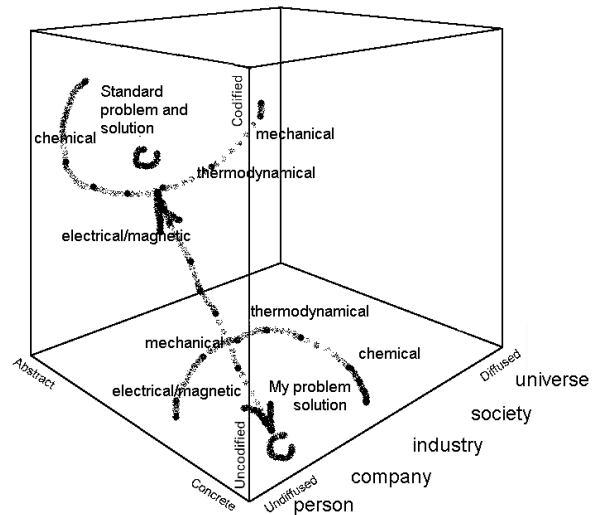 Standard
problem and
solution
Codified
chemical
mechanical
thermodynamical
electrical/magnetic
thermodynamical
mechanical
chemical
Diffused
universe
Abstract
electrical/magnetic
My problem
solution
society
Uncodified
industry
company
Concrete
Undiffused
person